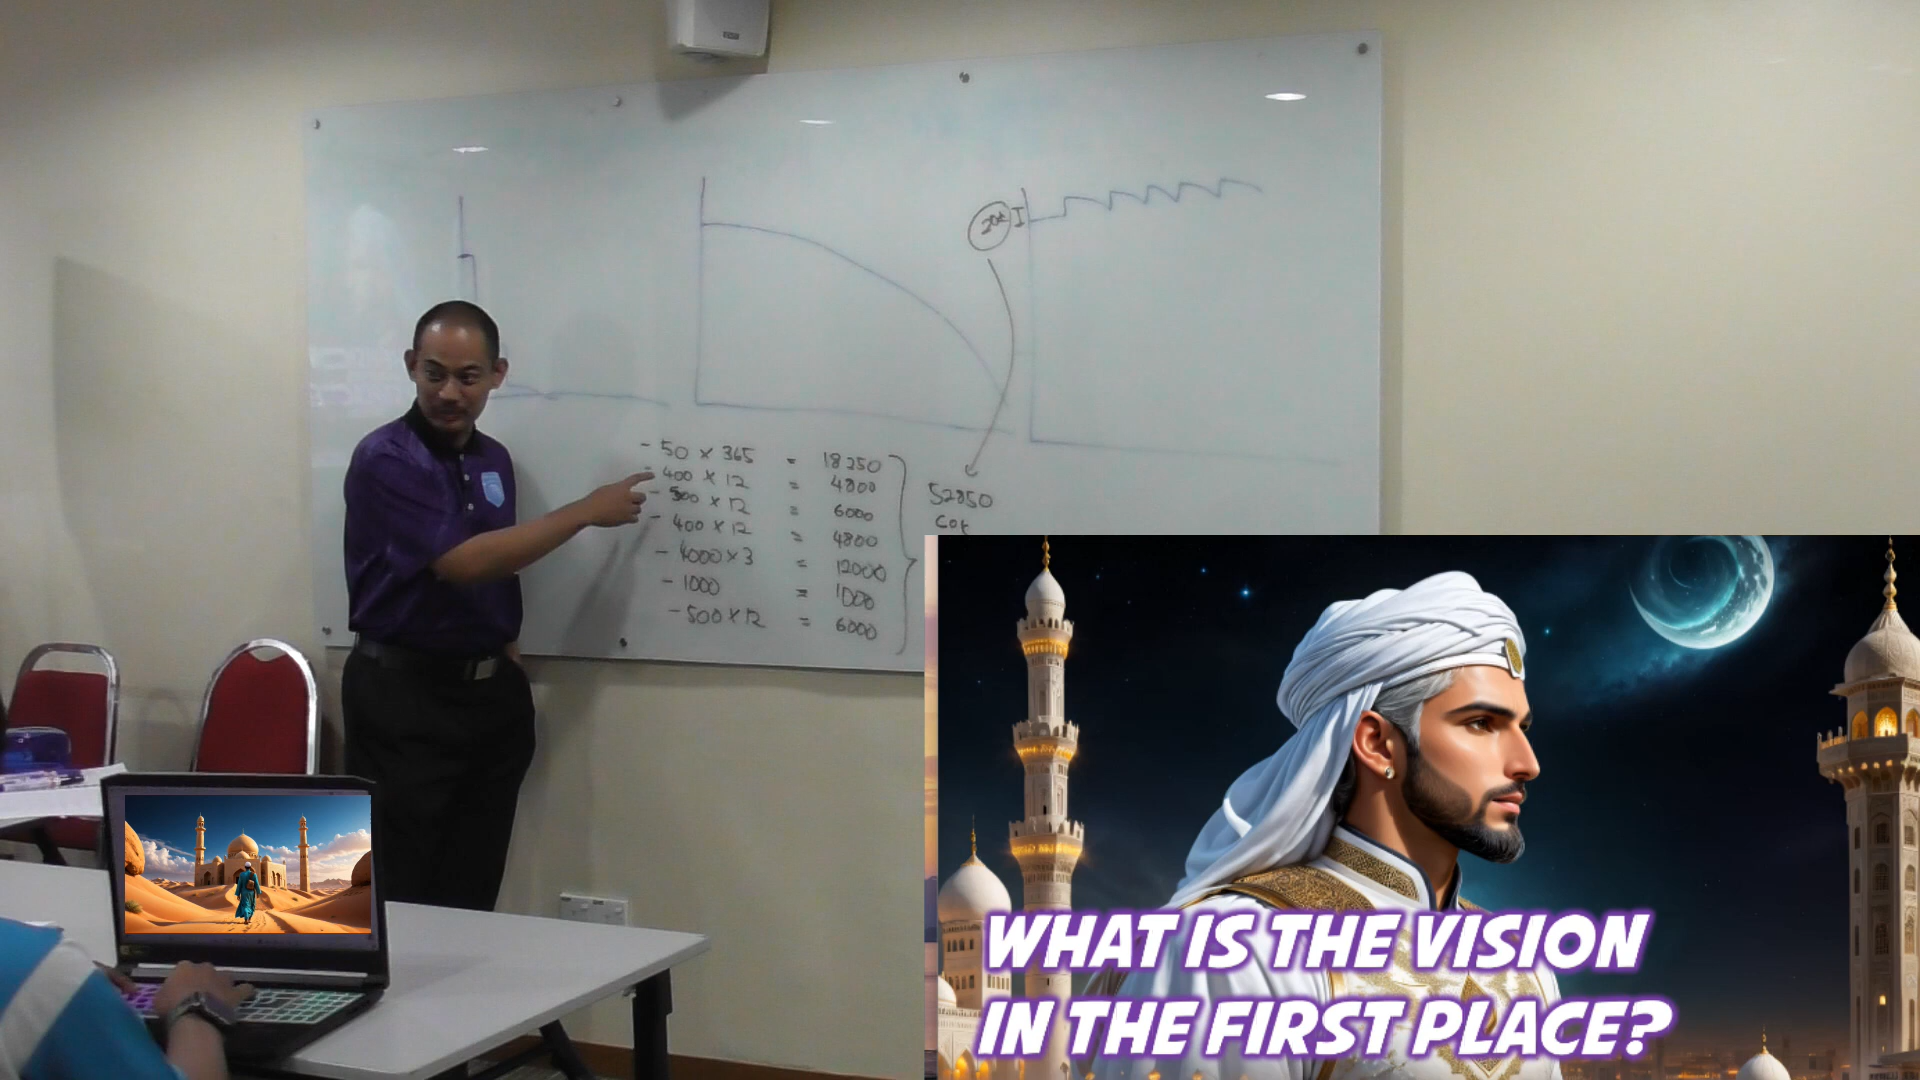 20k I
- 50 x 365 = 18250
- 400 x 12 = 4800
- 500 x 12 = 6000
- 400 x 12 = 4800
- 4000 x 3 = 12000
- 1000 = 1000
- 500 x 12 = 6000
52850
WHAT IS THE VISION
IN THE FIRST PLACE?